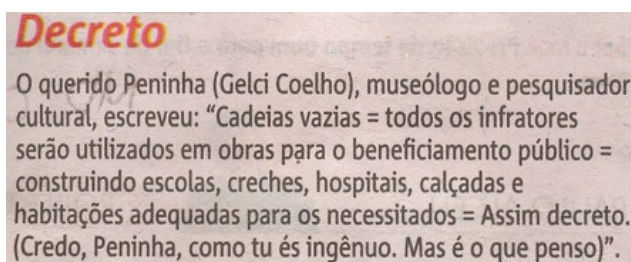 Decreto
O querido Peninha (Gelci Coelho), museólogo e pesquisador
cultural, escreveu: “Cadeias vazias = todos os infratores
serão utilizados em obras para o beneficiamento público =
construindo escolas, creches, hospitais, calçadas e
habitações adequadas para os necessitados = Assim decreto.
(Credo, Peninha, como tu és ingênuo. Mas é o que penso)”.